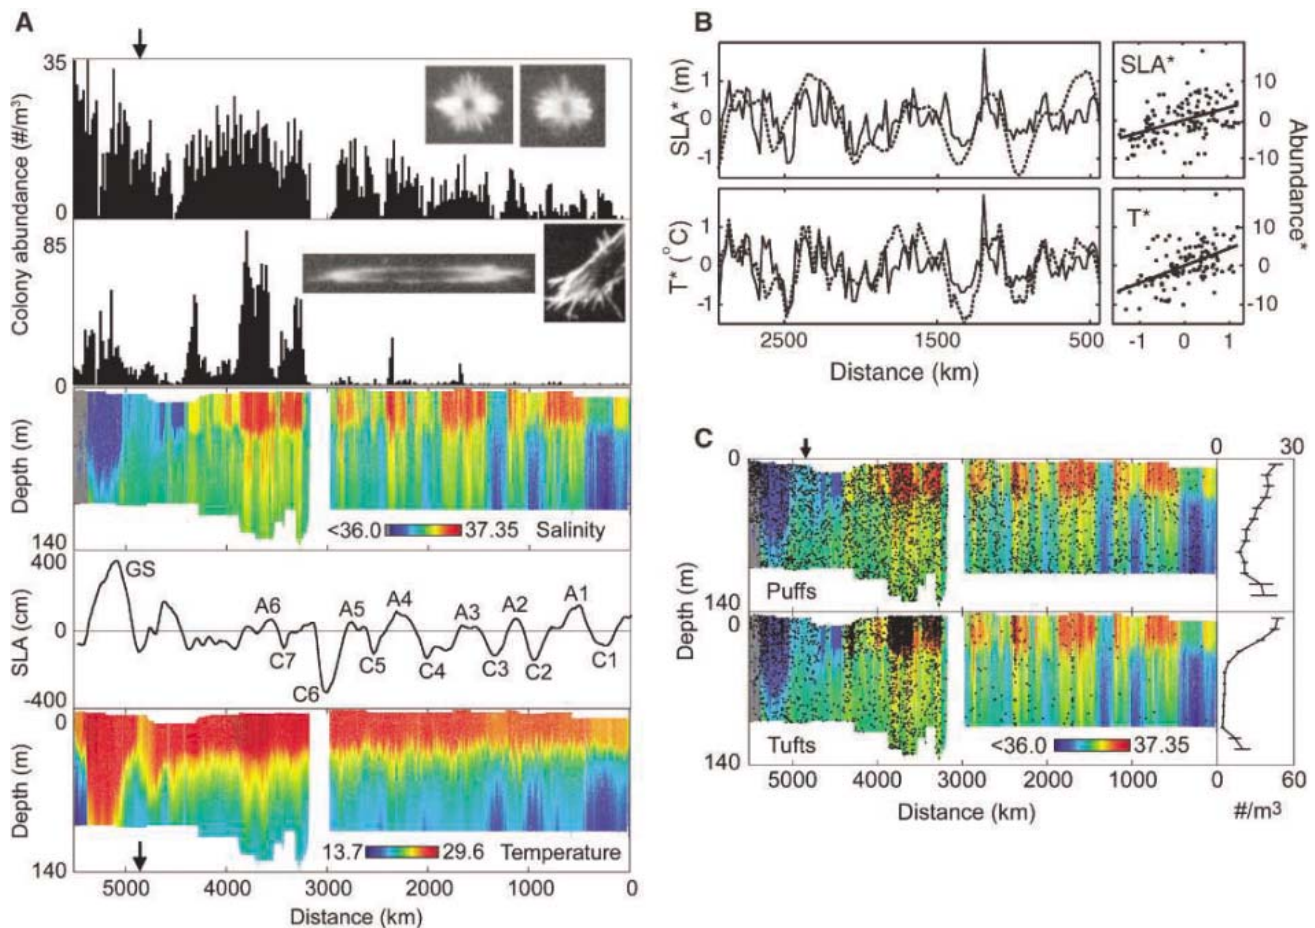 A
35
0
Colony abundance (#/m³)
85
0
Depth (m)
140
<36.0
37.35
Salinity
400
0
-400
SLA (cm)
GS
A6
A5
A4
A3
A2
A1
C7
C6
C5
C4
C3
C2
C1
0
Depth (m)
140
13.7
29.6
Temperature
5000
4000
3000
2000
1000
0
Distance (km)
B
SLA* (m)
1
0
-1
SLA*
10
0
-10
T* (°C)
1
0
-1
T*
10
0
-10
Abundance*
2500
1500
500
-1
0
1
Distance (km)
C
0
30
0
140
Puffs
Depth (m)
0
140
Tufts
<36.0
37.35
5000
4000
3000
2000
1000
0
60
Distance (km)
#/m³